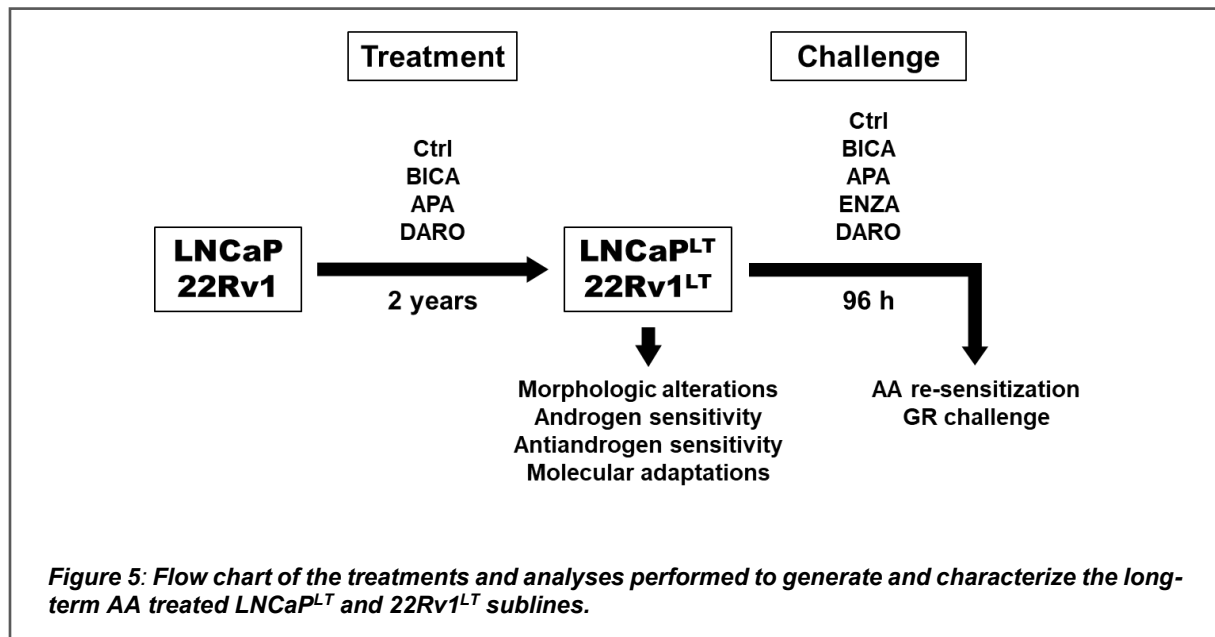 Treatment
Challenge
Ctrl
BICA
APA
DARO
Ctrl
BICA
APA
ENZA
DARO
LNCaP
22Rv1
2 years
LNCaPLT
22Rv1LT
96 h
Morphologic alterations
Androgen sensitivity
Antiandrogen sensitivity
Molecular adaptations
AA re-sensitization
GR challenge
Figure 5: Flow chart of the treatments and analyses performed to generate and characterize the long-
term AA treated LNCaPLT and 22Rv1LT sublines.